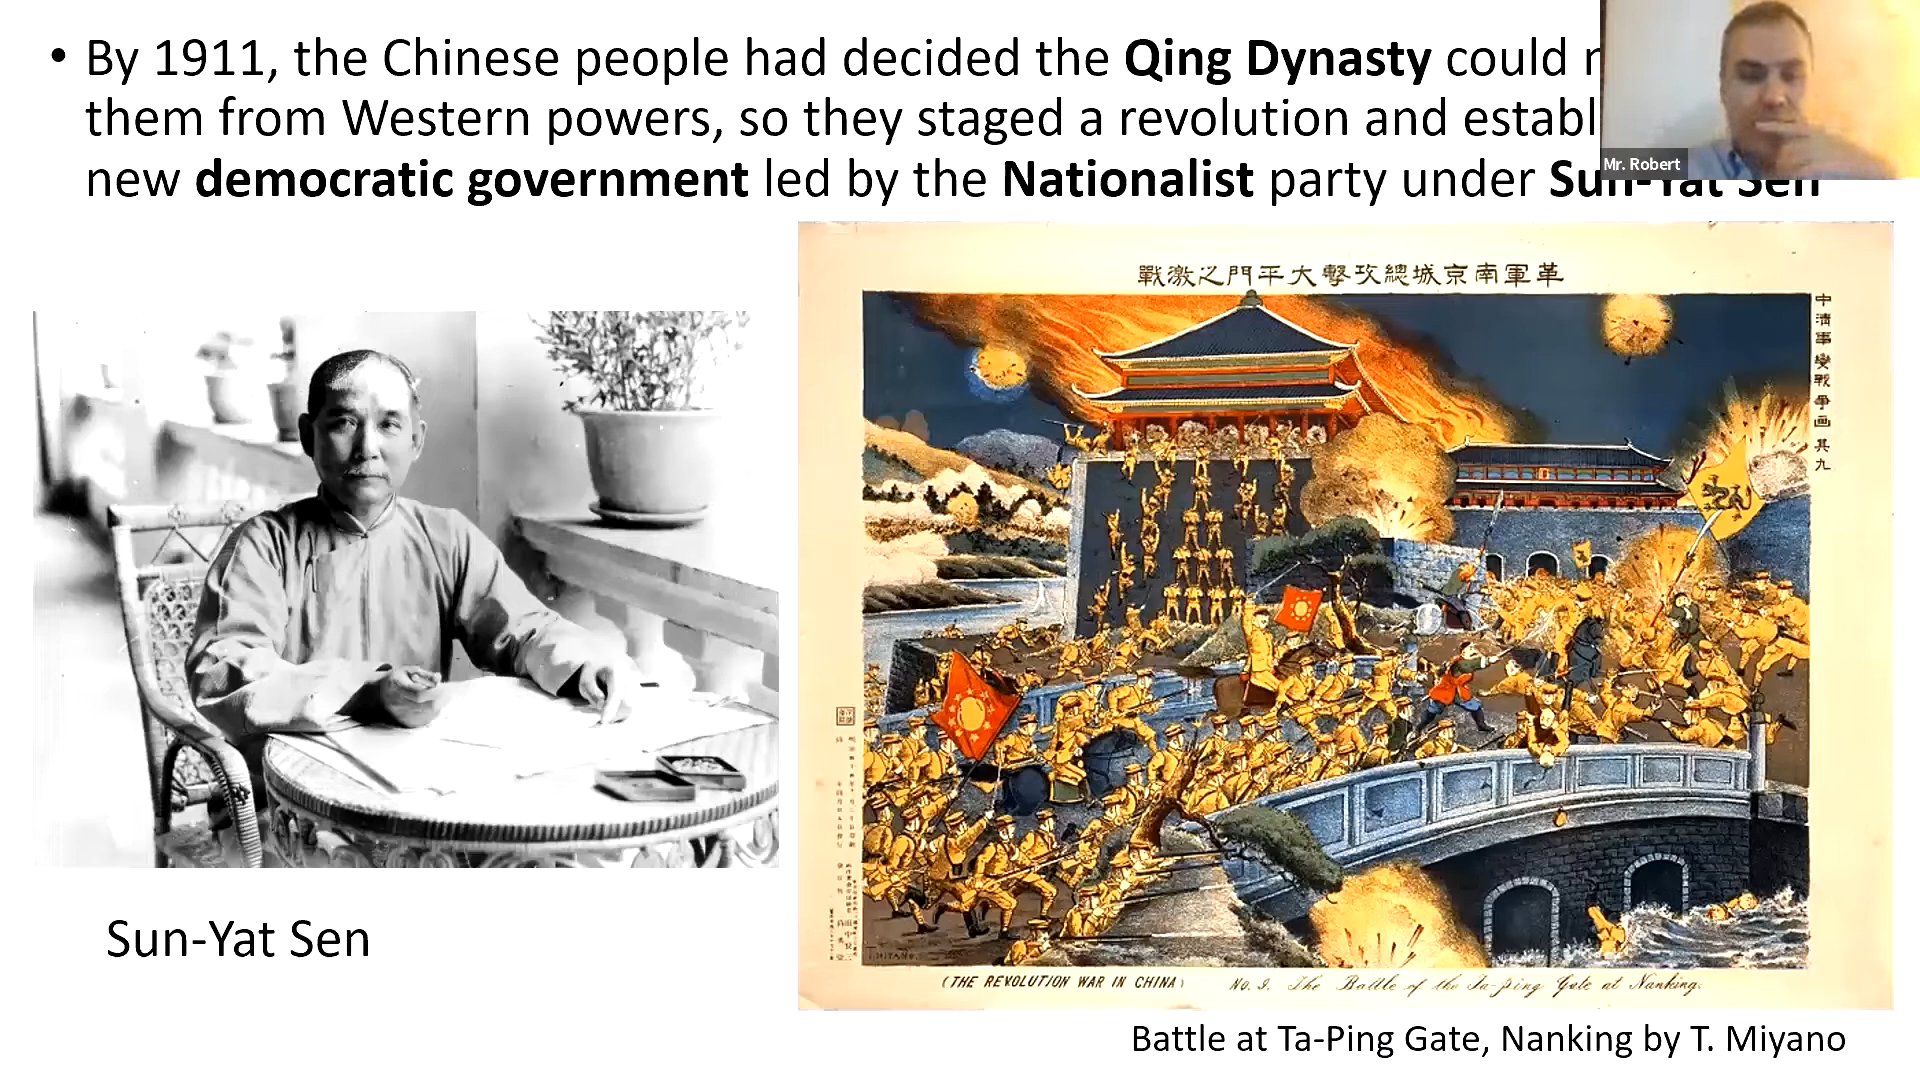 • By 1911, the Chinese people had decided the Qing Dynasty could
them from Western powers, so they staged a revolution and establ
new democratic government led by the Nationalist party under Sun-Yat Sen
Mr. Robert
革軍南京城總攻擊大平門之激戰
中清事變戰爭画 其九
T. MIYANO.
(THE REVOLUTION WAR IN CHINA) No. 9. The Battle of the Ta-ping Gate at Nanking.
Sun-Yat Sen
Battle at Ta-Ping Gate, Nanking by T. Miyano